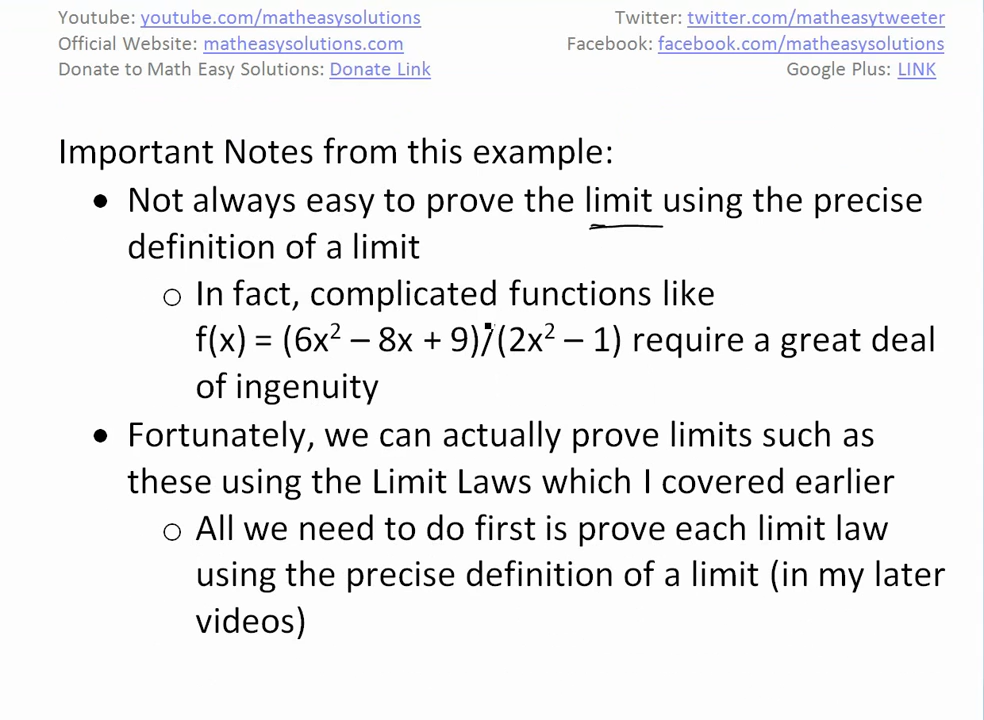 Youtube: youtube.com/matheasysolutions Twitter: twitter.com/matheasytweeter
Official Website: matheasysolutions.com Facebook: facebook.com/matheasysolutions
Donate to Math Easy Solutions: Donate Link Google Plus: LINK
Important Notes from this example:
• Not always easy to prove the limit using the precise
definition of a limit
○ In fact, complicated functions like
f(x) = (6x² – 8x + 9)/(2x² – 1) require a great deal
of ingenuity
• Fortunately, we can actually prove limits such as
these using the Limit Laws which I covered earlier
○ All we need to do first is prove each limit law
using the precise definition of a limit (in my later
videos)